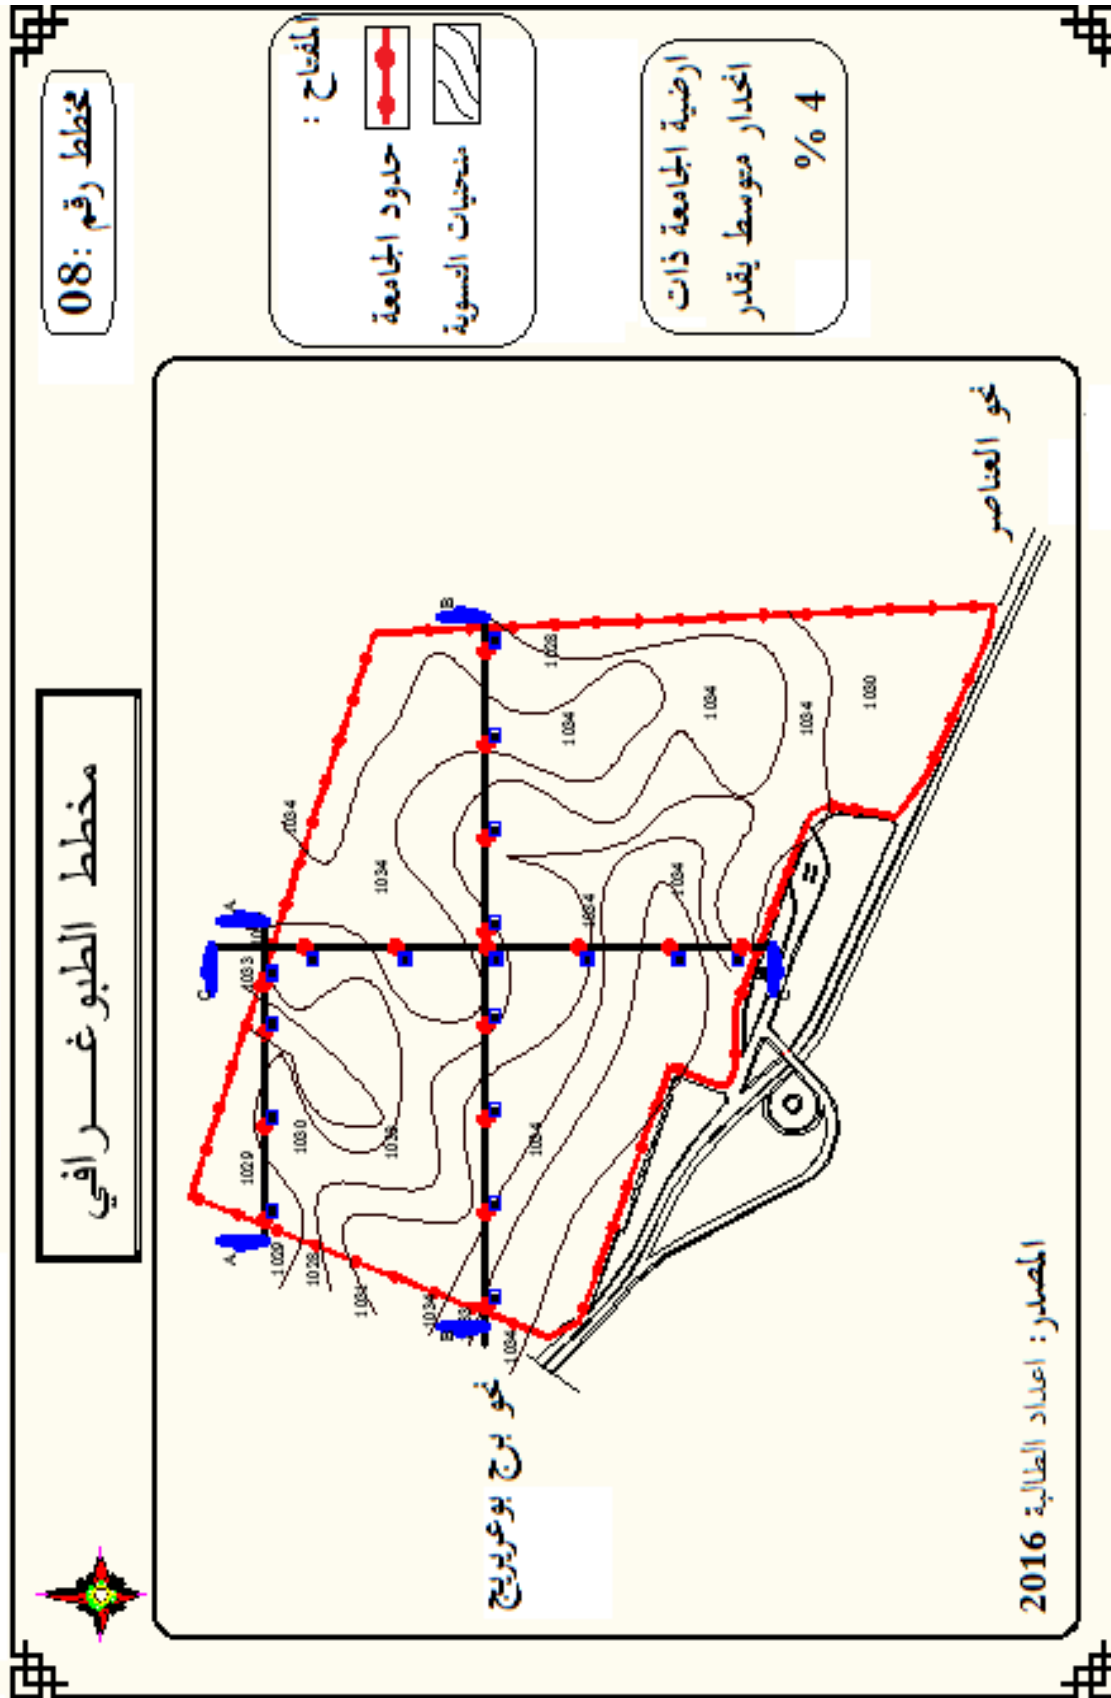 مخطط رقم :08
مخطط الطبوغــرافي
المفتاح :
حدود الجامعة
منحنيات التسوية
ارضية الجامعة ذات
انحدار متوسط يقدر
% 4
نحو العناصر
نحو برج بوعريريج
المصدر: اعداد الطالبة 2016
C
A
A
B
B
C
1034
1034
1033
1030
1029
1029
1028
1034
1034
1034
1034
1034
1034
1034
1034
1028
1030